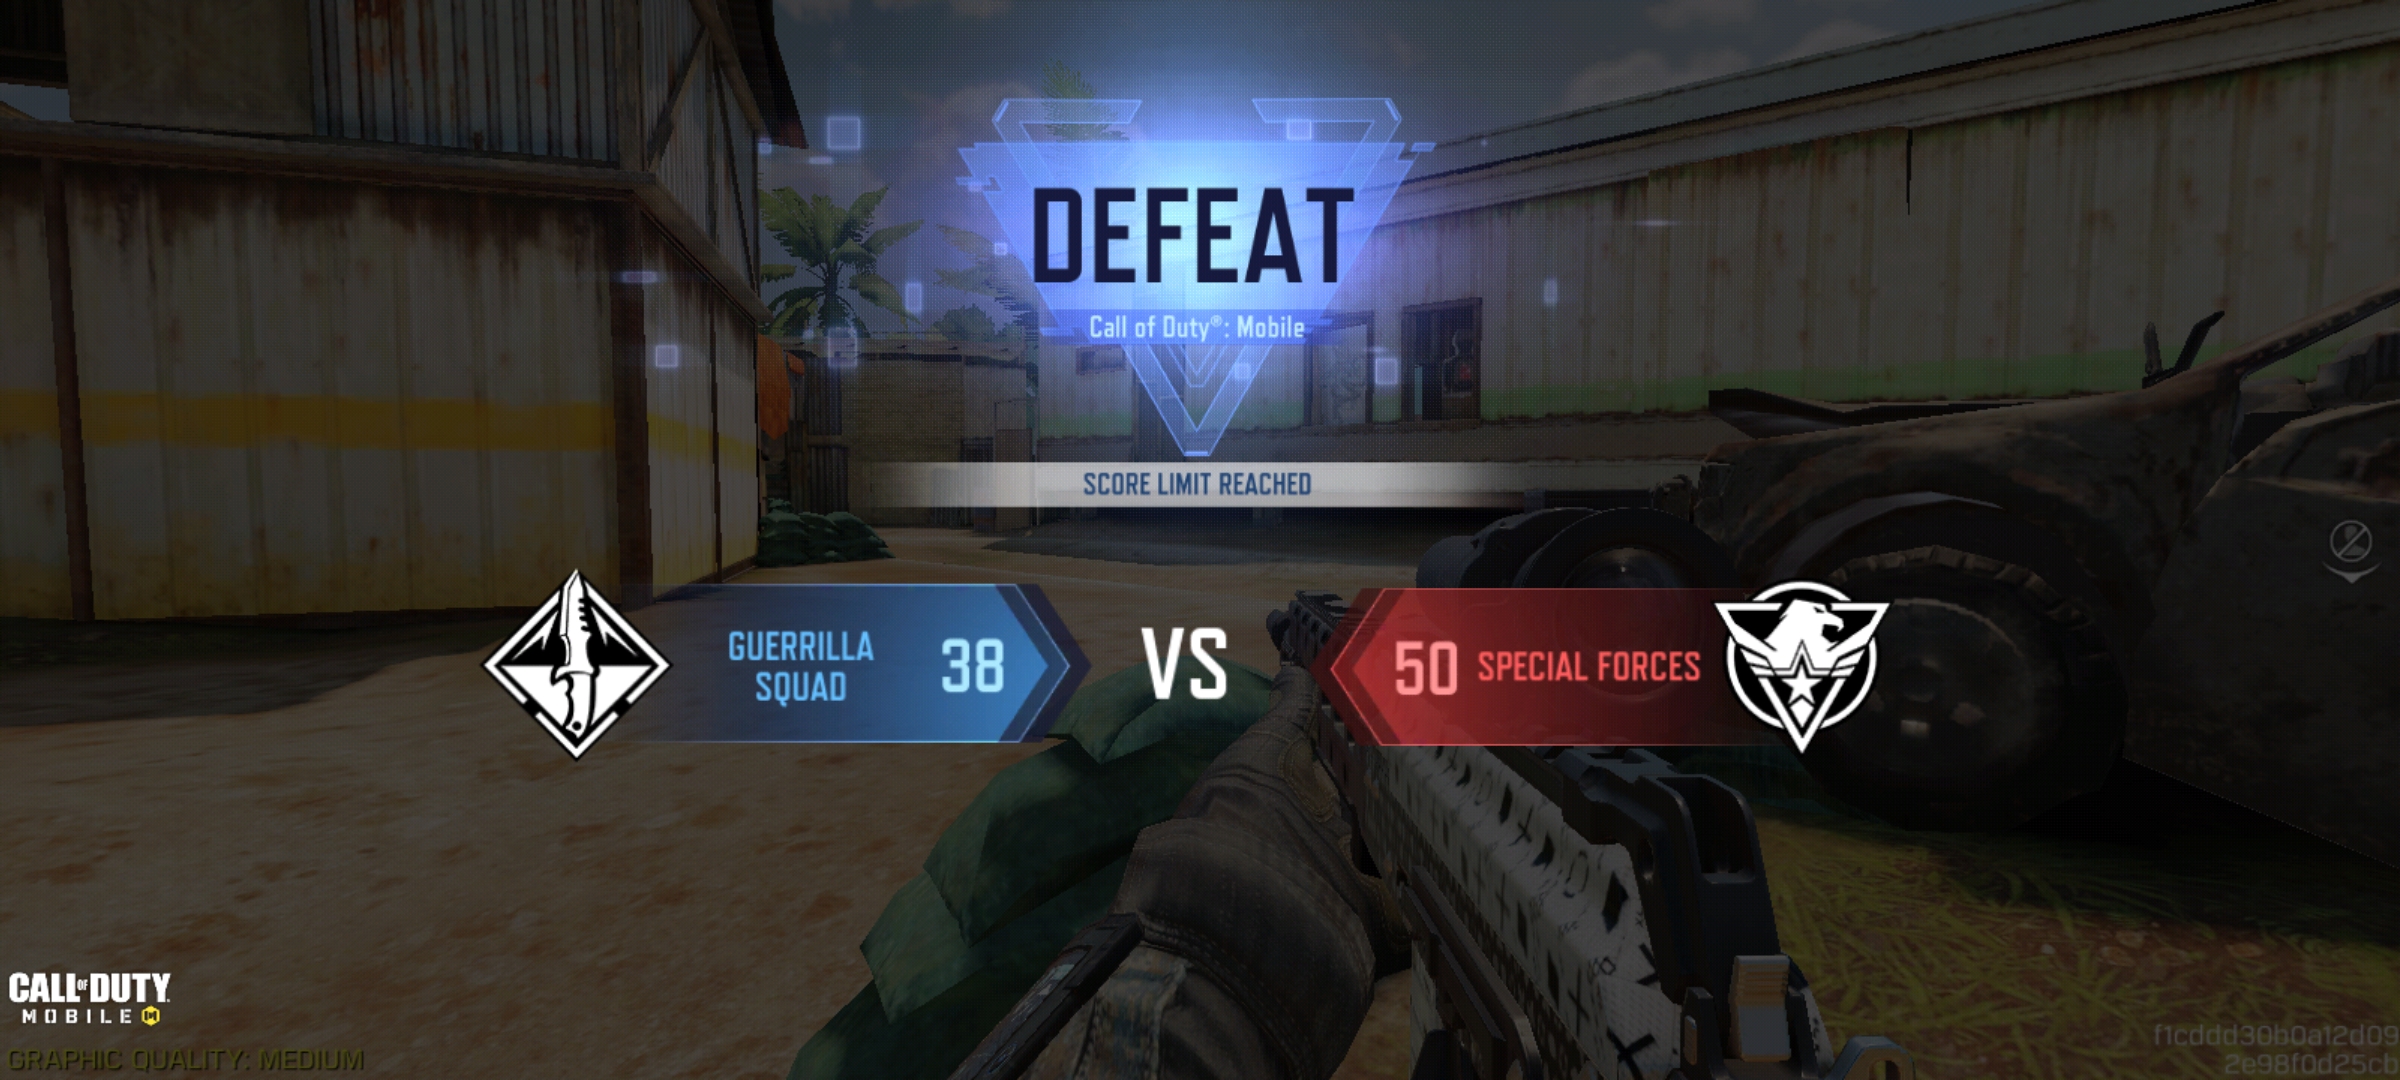 DEFEAT
Call of Duty®: Mobile
SCORE LIMIT REACHED
GUERRILLA
SQUAD
38
VS
50 SPECIAL FORCES
CALL OF DUTY
MOBILE
GRAPHIC QUALITY: MEDIUM
f1cddd30b0a12d09
2e98f0d25cb